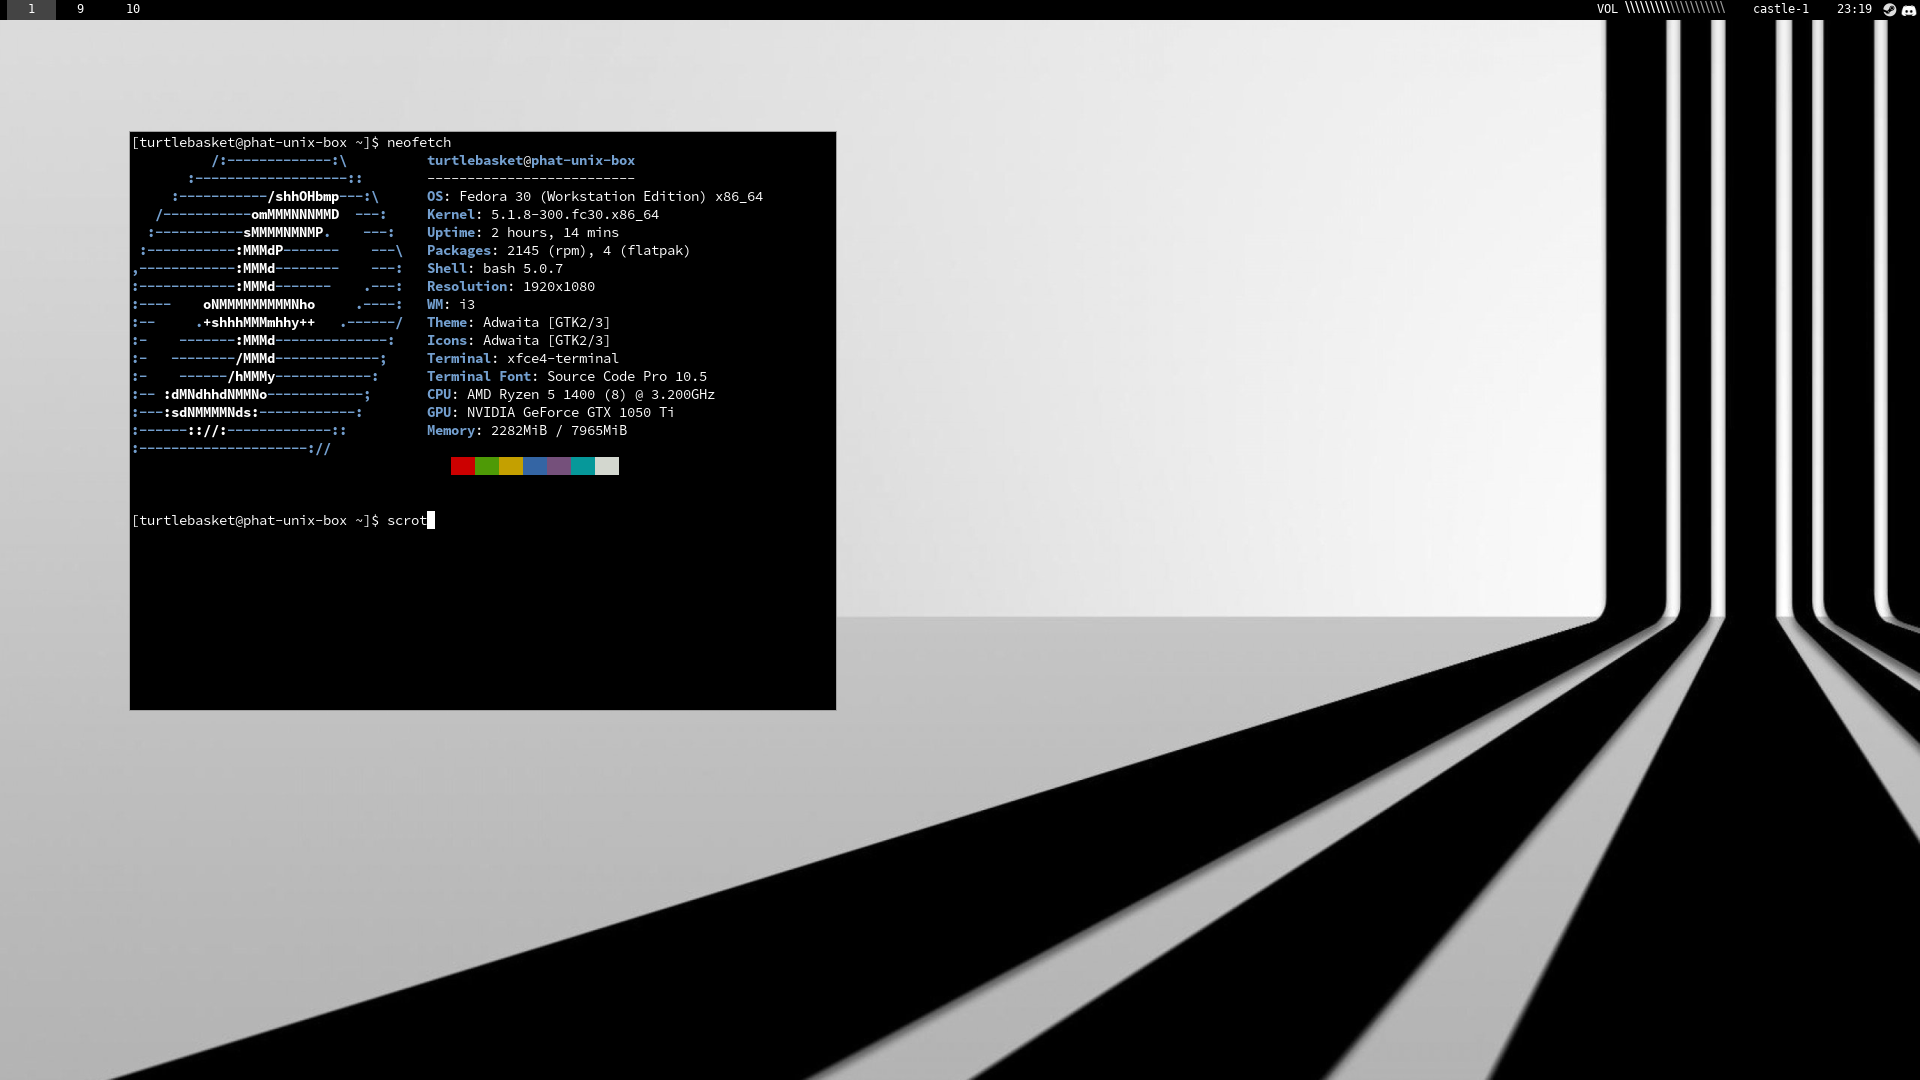 1 9 10 VOL \\\\\\\\\\\\\\\\\\\\ castle-1 23:19
[turtlebasket@phat-unix-box ~]$ neofetch
/:-------------:\ turtlebasket@phat-unix-box
:-------------------:: --------------------------
:-----------/shhOHbmp---:\ OS: Fedora 30 (Workstation Edition) x86_64
/-----------omMMMNNNMMD ---: Kernel: 5.1.8-300.fc30.x86_64
:-----------sMMMMNMNMP. ---: Uptime: 2 hours, 14 mins
:-----------:MMMdP------- ---\ Packages: 2145 (rpm), 4 (flatpak)
,------------:MMMd-------- ---: Shell: bash 5.0.7
:------------:MMMd------- .---: Resolution: 1920x1080
:---- oNMMMMMMMMMNho .----: WM: i3
:-- .+shhhMMMmhhy++ .------/ Theme: Adwaita [GTK2/3]
:- -------:MMMd--------------: Icons: Adwaita [GTK2/3]
:- --------/MMMd-------------; Terminal: xfce4-terminal
:- ------/hMMMy------------: Terminal Font: Source Code Pro 10.5
:-- :dMNdhhdNMMNo------------; CPU: AMD Ryzen 5 1400 (8) @ 3.200GHz
:---:sdNMMMMNds:------------: GPU: NVIDIA GeForce GTX 1050 Ti
:------:://:-------------:: Memory: 2282MiB / 7965MiB
:---------------------://
[turtlebasket@phat-unix-box ~]$ scrot